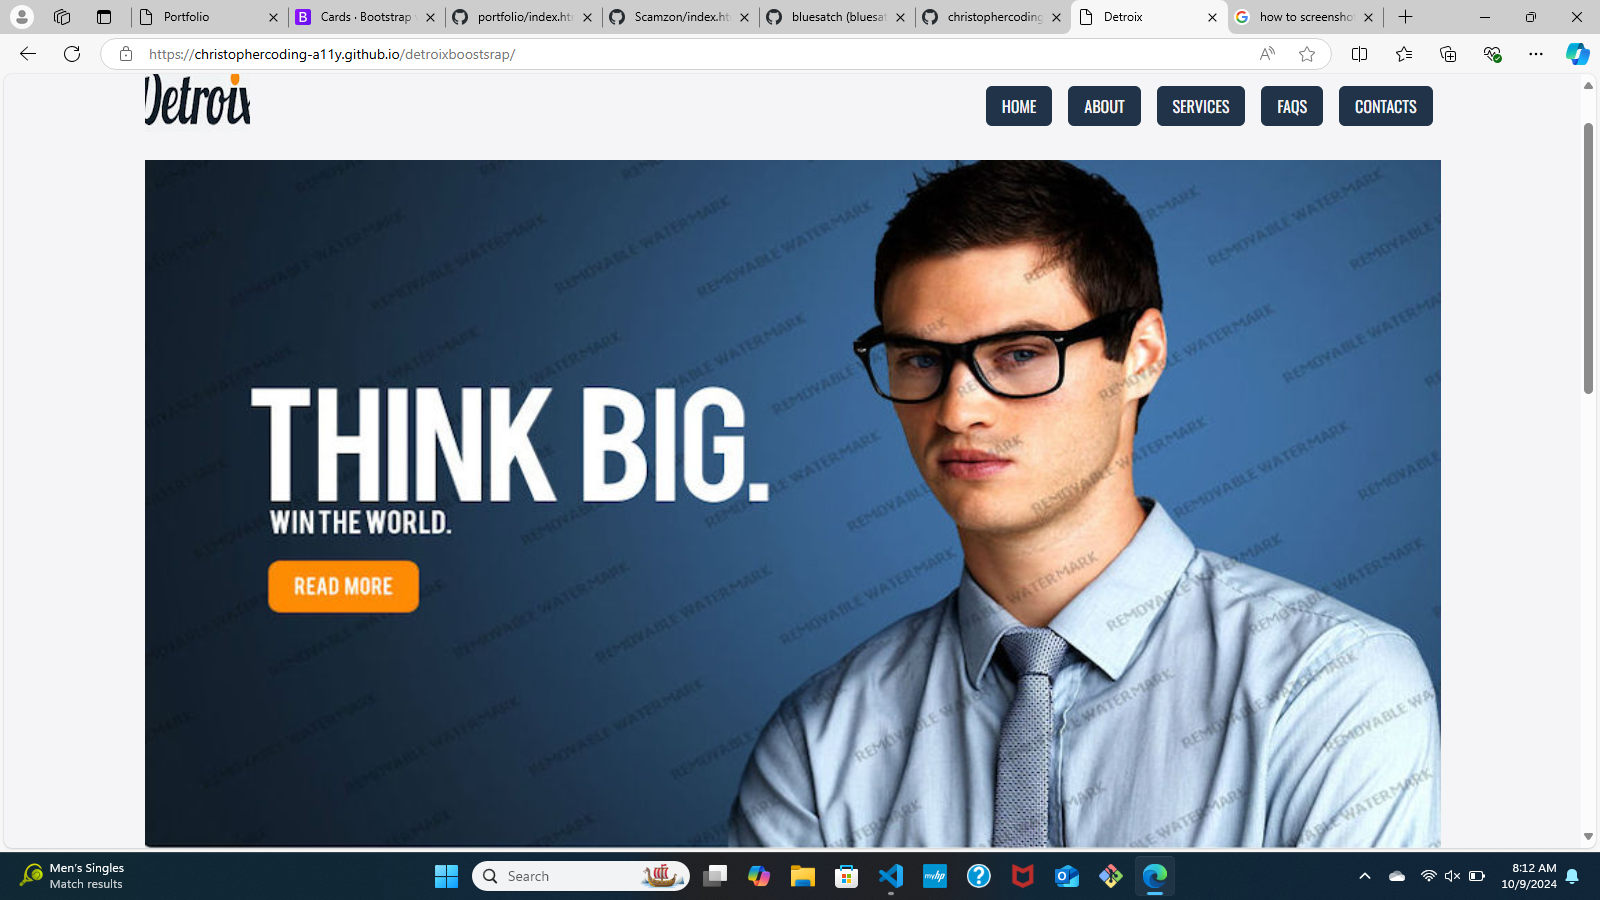 Portfolio
Cards · Bootstrap
portfolio/index.ht
Scamzon/index.ht
bluesatch (bluesat
christophercoding
Detroix
how to screensho
https://christophercoding-a11y.github.io/detroixboostsrap/
Detroix
HOME
ABOUT
SERVICES
FAQS
CONTACTS
THINK BIG.
WIN THE WORLD.
READ MORE
REMOVABLE WATERMARK
Men's Singles
Match results
Search
8:12 AM
10/9/2024